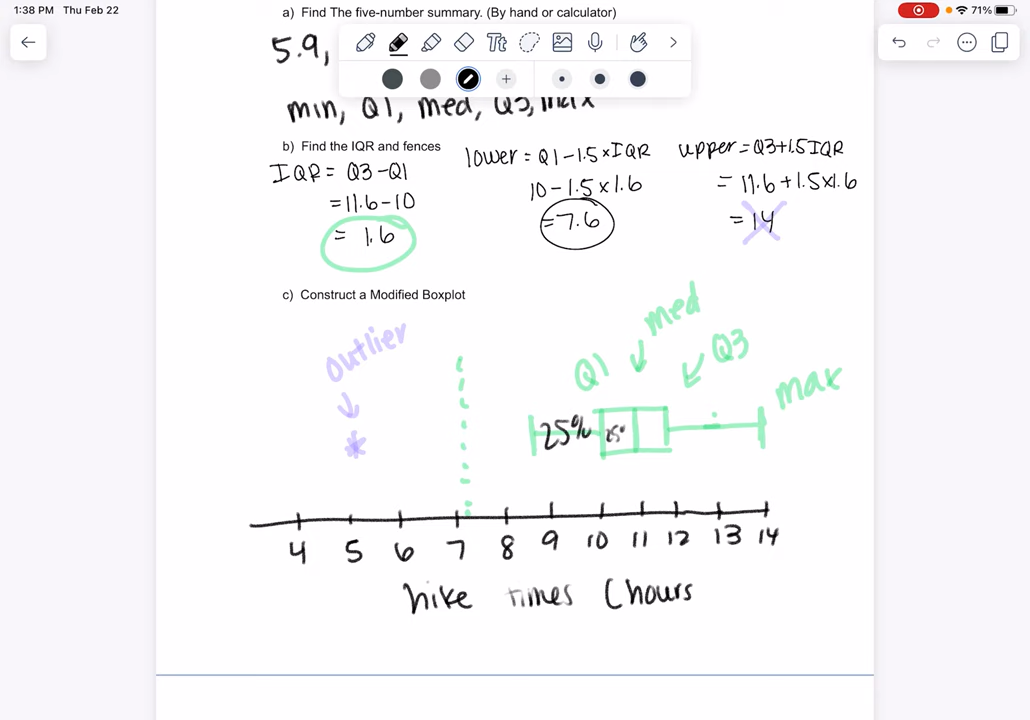 1:38 PM Thu Feb 22
71%
a) Find The five-number summary. (By hand or calculator)
5.9,
Tt
min, Q1, med, Q3, max
b) Find the IQR and fences
IQR = Q3-Q1
= 11.6-10
= 1.6
lower = Q1-1.5×IQR
10-1.5×1.6
= 7.6
upper = Q3+1.5IQR
= 11.6+1.5×1.6
= 14
c) Construct a Modified Boxplot
outlier
Q1
med
Q3
max
25%
4 5 6 7 8 9 10 11 12 13 14
hike times (hours